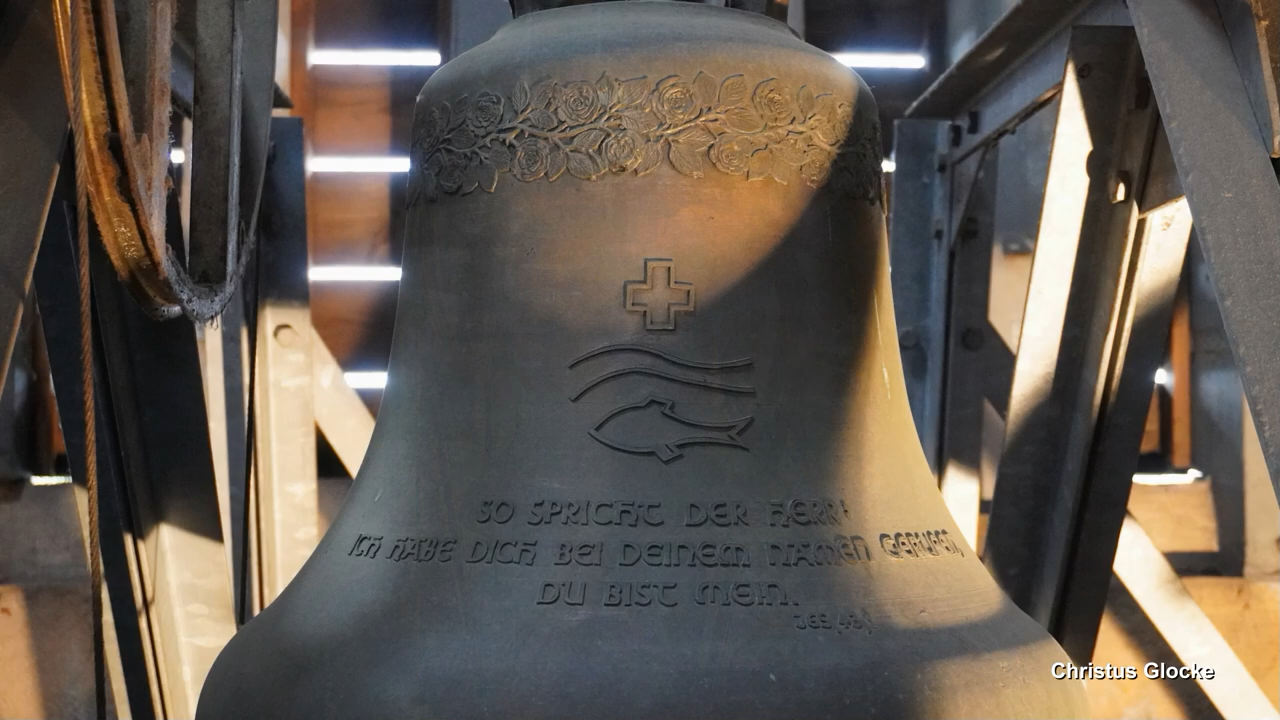 SO SPRICHT DER HERR:
ICH HABE DICH BEI DEINEM NAMEN GERUFEN,
DU BIST MEIN.
JES,43,1
Christus Glocke